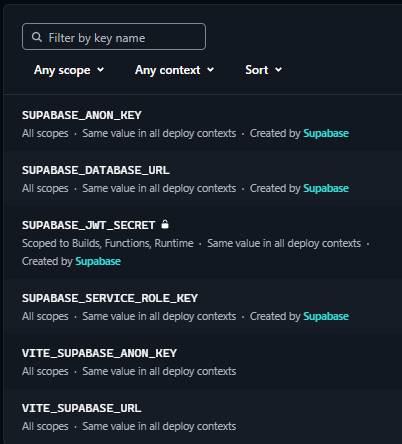 Filter by key name
Any scope Any context Sort
SUPABASE_ANON_KEY
All scopes · Same value in all deploy contexts · Created by Supabase
SUPABASE_DATABASE_URL
All scopes · Same value in all deploy contexts · Created by Supabase
SUPABASE_JWT_SECRET
Scoped to Builds, Functions, Runtime · Same value in all deploy contexts ·
Created by Supabase
SUPABASE_SERVICE_ROLE_KEY
All scopes · Same value in all deploy contexts · Created by Supabase
VITE_SUPABASE_ANON_KEY
All scopes · Same value in all deploy contexts
VITE_SUPABASE_URL
All scopes · Same value in all deploy contexts